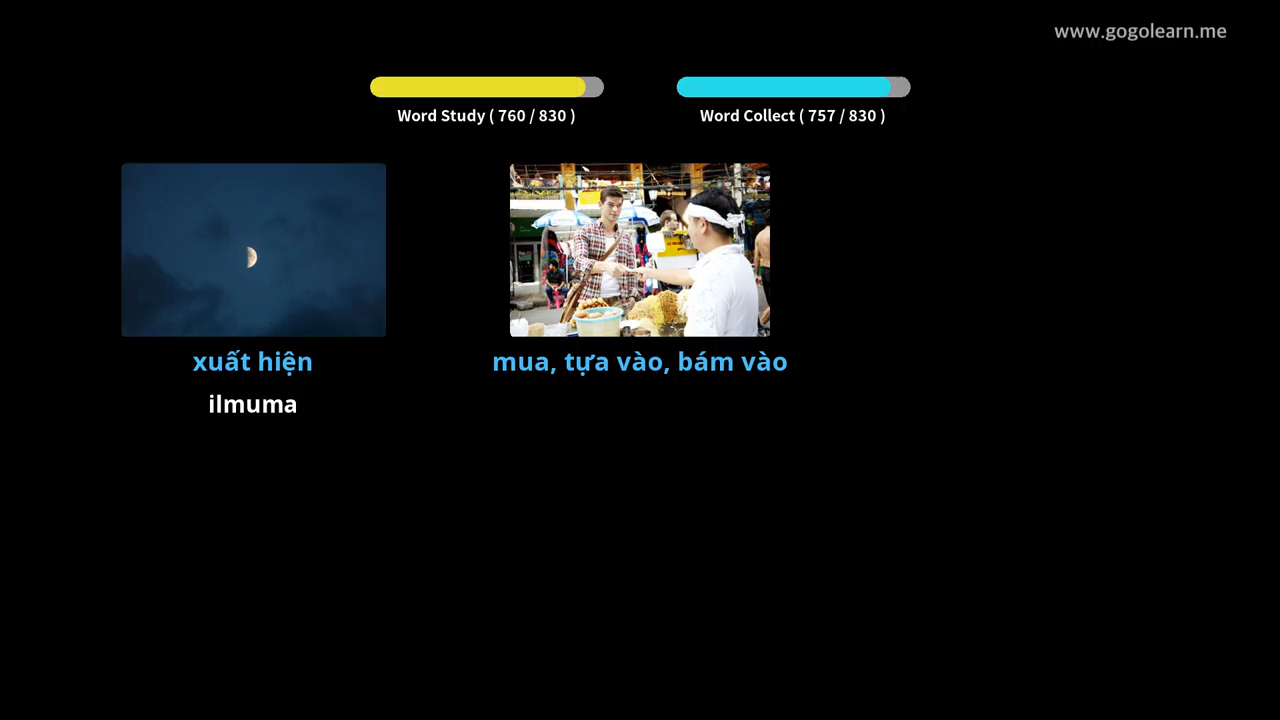 www.gogolearn.me
Word Study ( 760 / 830 )
Word Collect ( 757 / 830 )
xuất hiện
mua, tựa vào, bám vào
ilmuma